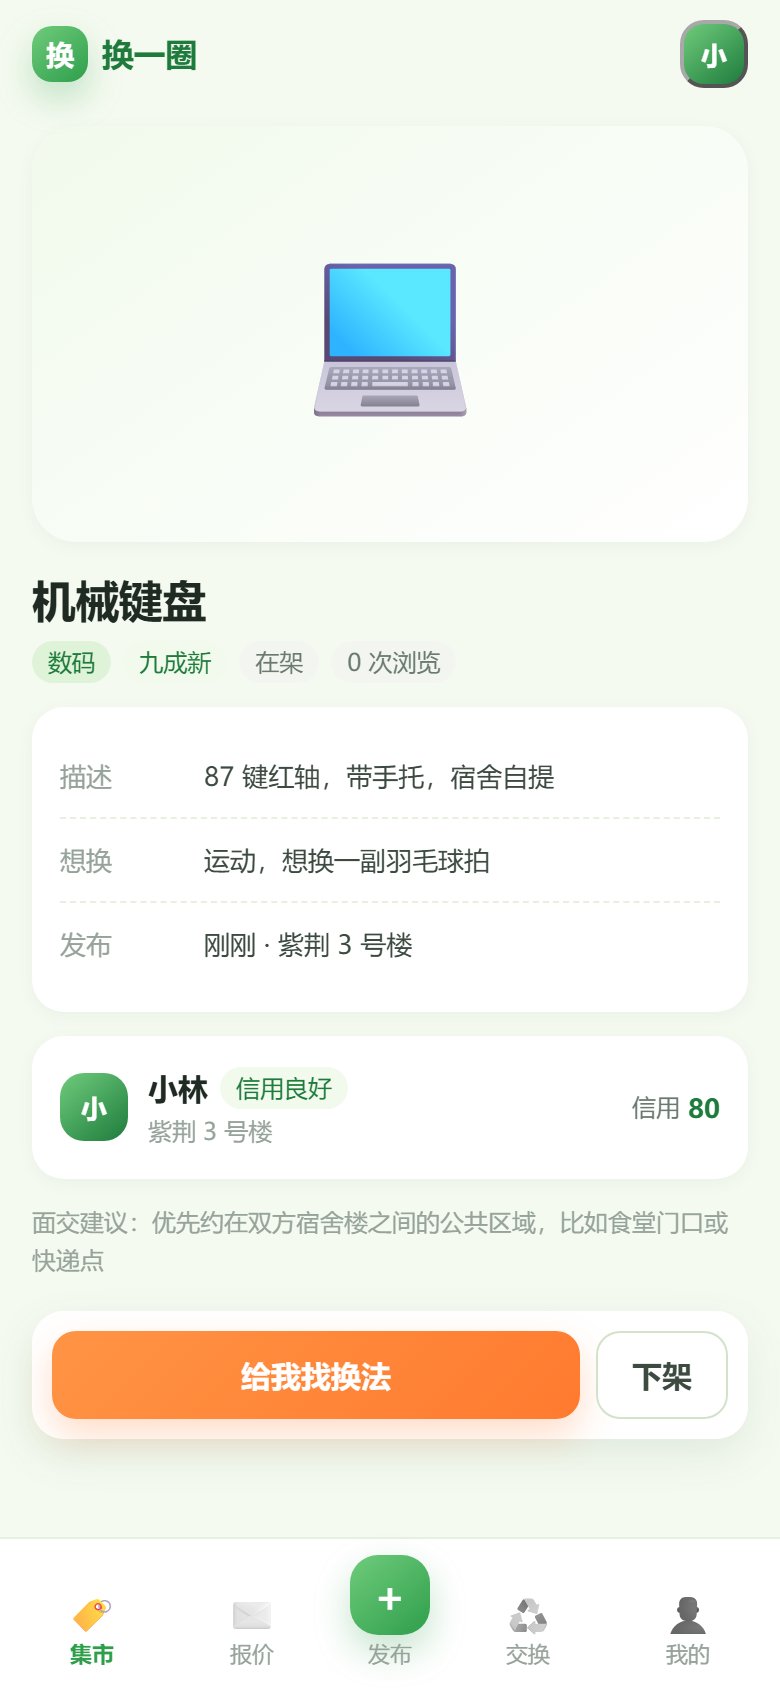 换 换一圈
小
机械键盘
数码 九成新 在架 0 次浏览
描述 87 键红轴，带手托，宿舍自提
想换 运动，想换一副羽毛球拍
发布 刚刚 · 紫荆 3 号楼
小 小林 信用良好
紫荆 3 号楼
信用 80
面交建议：优先约在双方宿舍楼之间的公共区域，比如食堂门口或
快递点
给我找换法 下架
+
集市 报价 发布 交换 我的